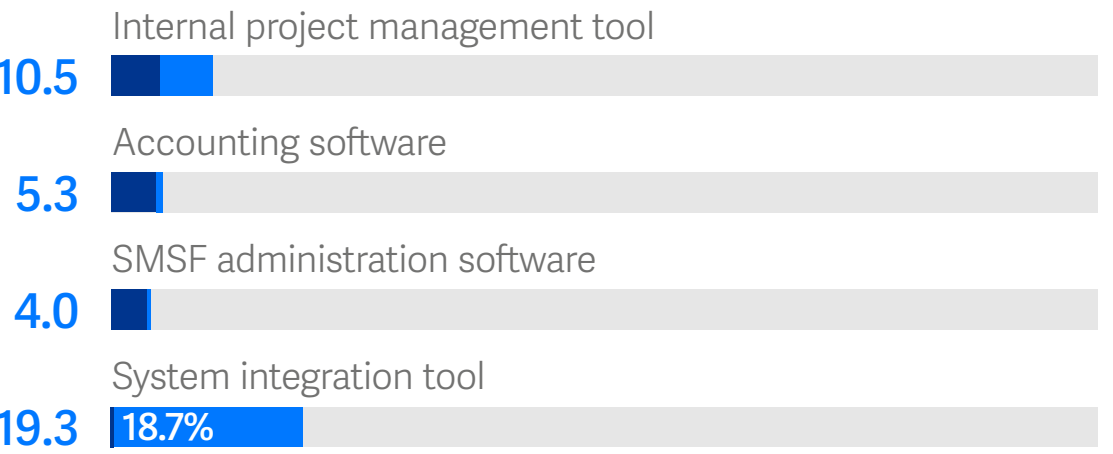 Internal project management tool
10.5
Accounting software
5.3
SMSF administration software
4.0
System integration tool
19.3 18.7%